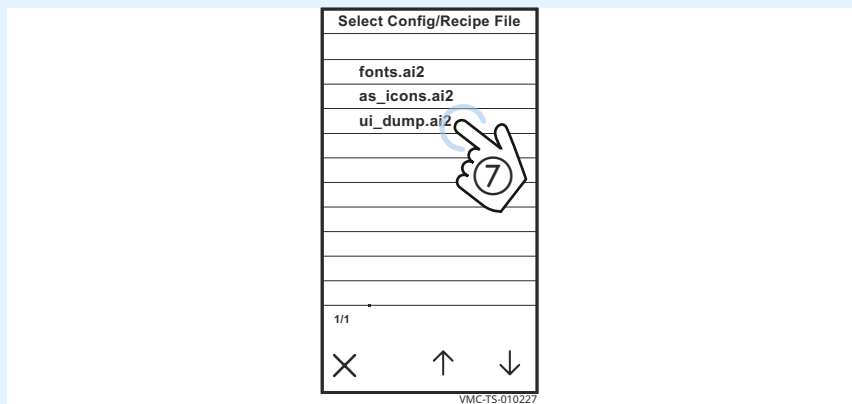 Select Config/Recipe File
fonts.ai2
as_icons.ai2
ui_dump.ai2
7
1/1
VMC-TS-010227